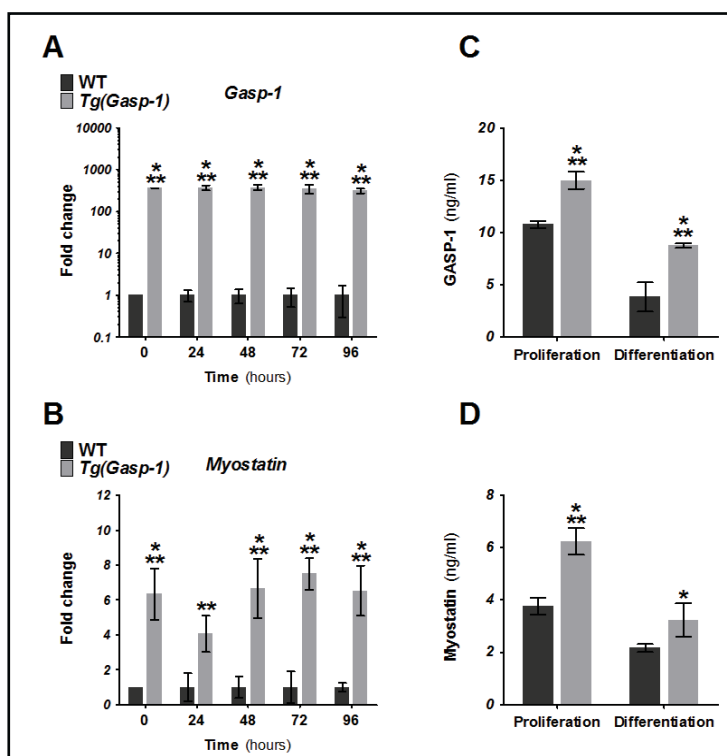 A
WT
Tg(Gasp-1)
Gasp-1
Fold change
10000
1000
100
10
1
0.1
*
**
*
**
*
**
*
**
*
**
0 24 48 72 96
Time (hours)
B
WT
Tg(Gasp-1)
Myostatin
Fold change
12
10
8
6
4
2
0
*
**
**
*
**
*
**
*
**
0 24 48 72 96
Time (hours)
C
GASP-1 (ng/ml)
20
15
10
5
0
*
**
*
**
Proliferation Differentiation
D
Myostatin (ng/ml)
6
4
2
0
*
**
*
Proliferation Differentiation